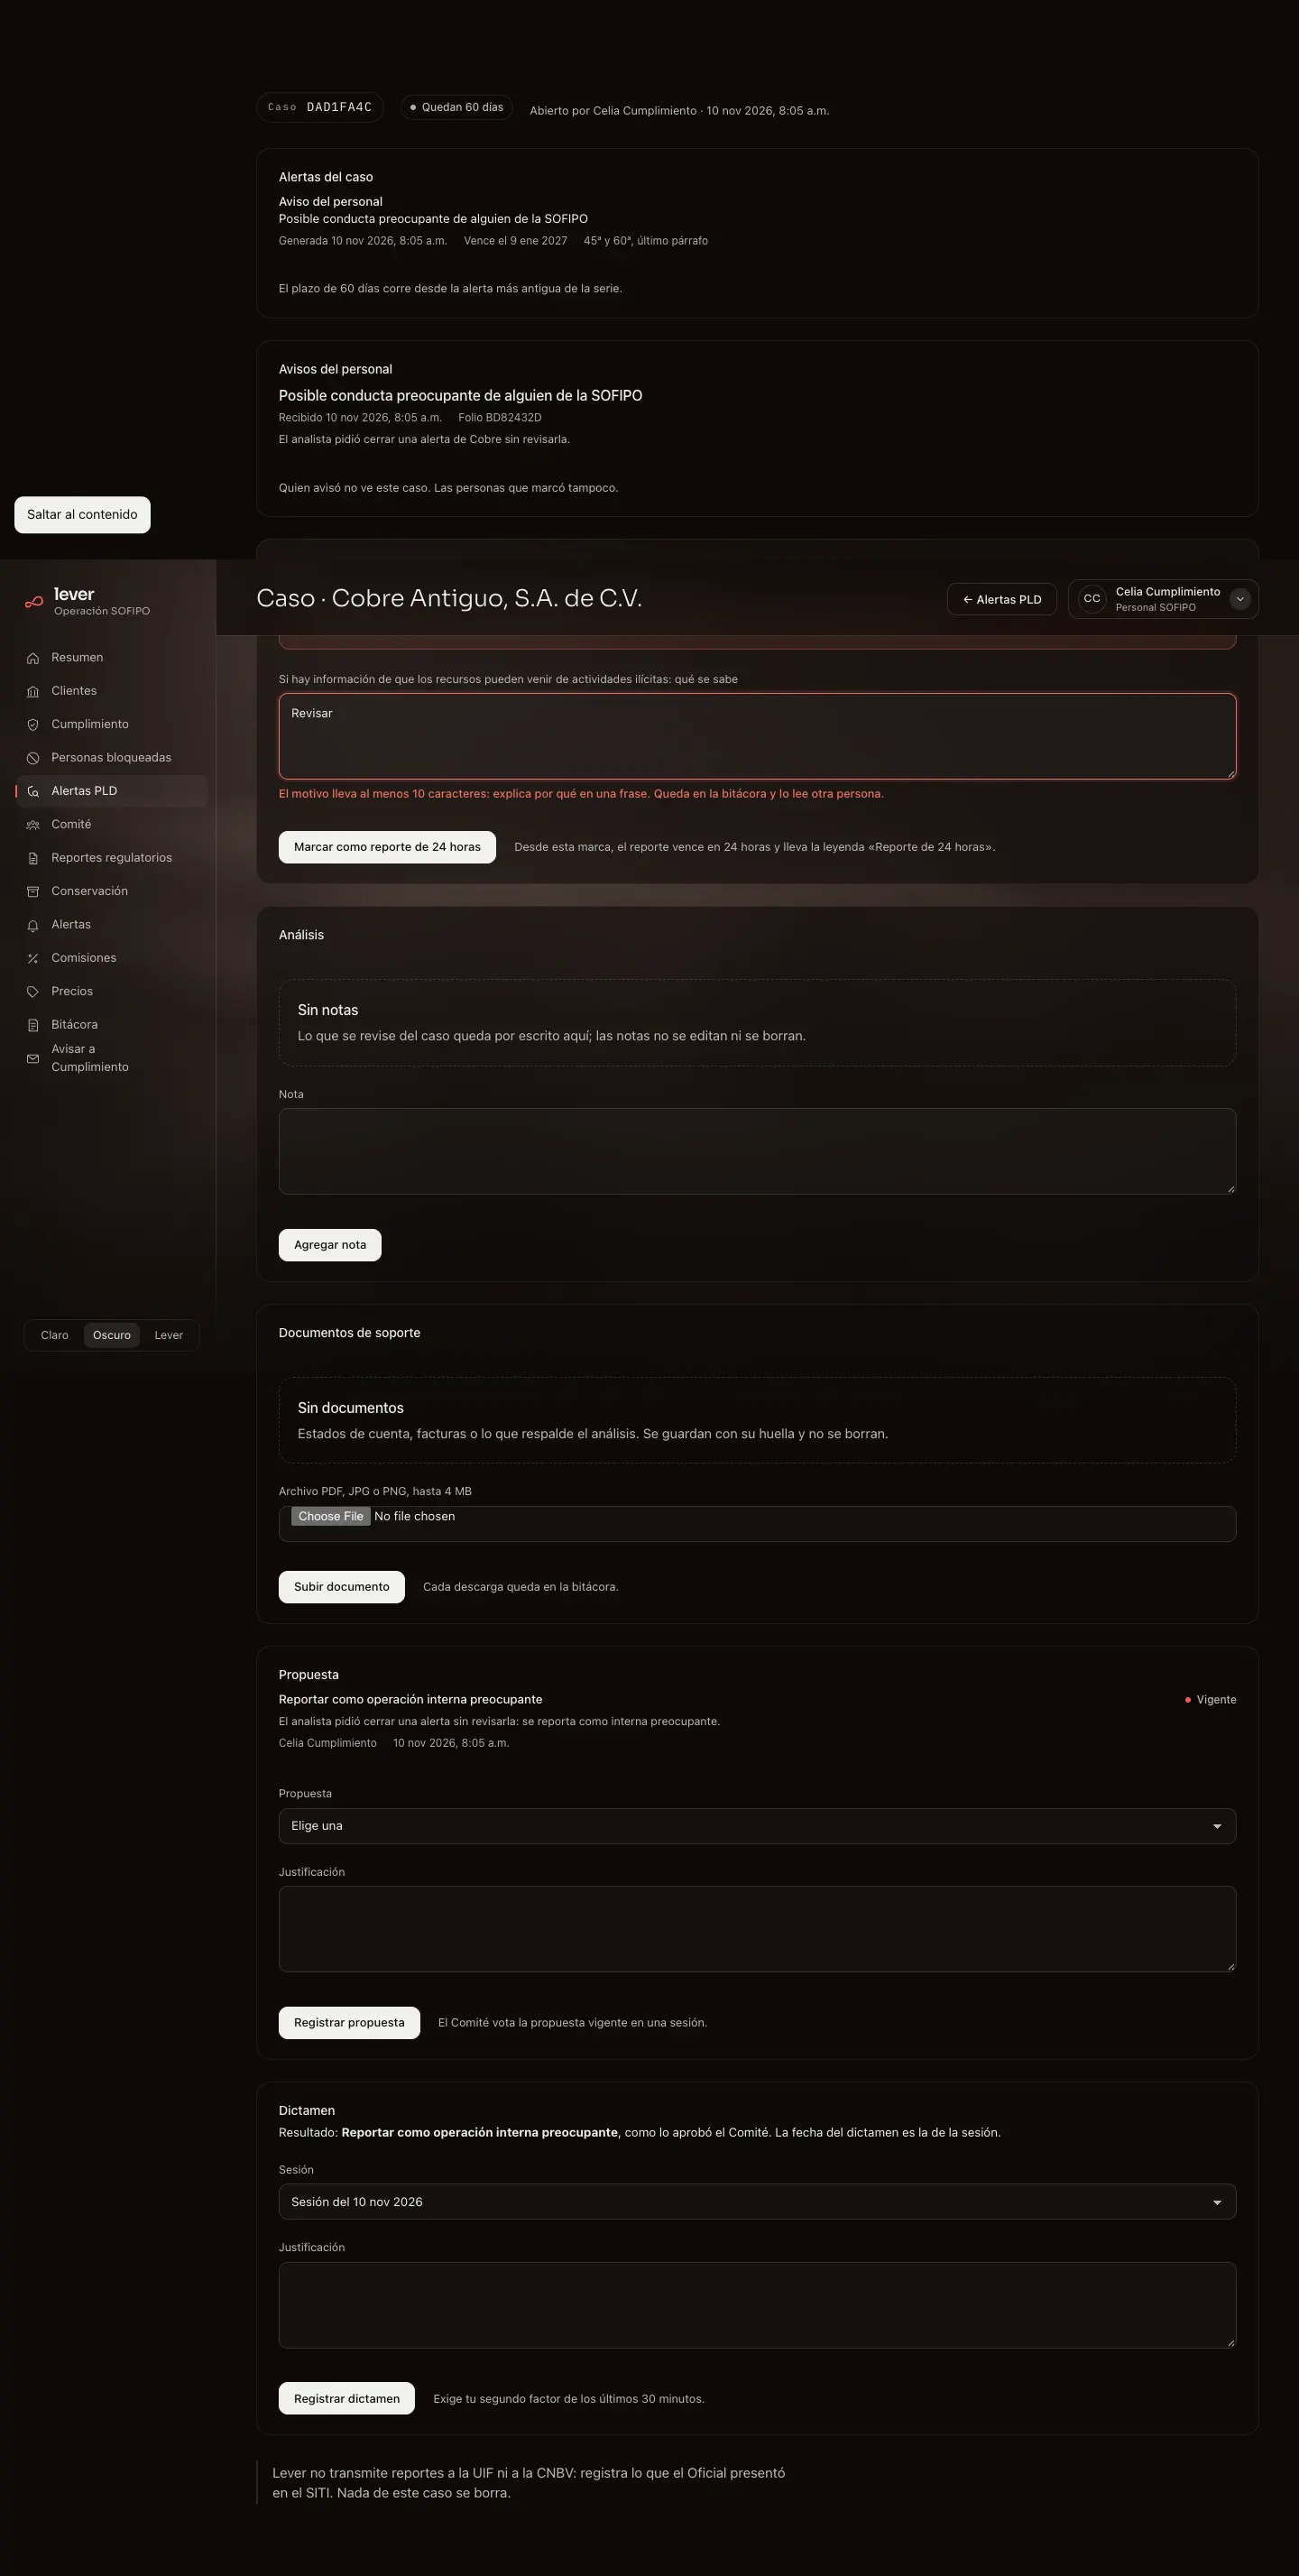 Caso DAD1FA4C
Quedan 60 días
Abierto por Celia Cumplimiento · 10 nov 2026, 8:05 a.m.
Alertas del caso
Aviso del personal
Posible conducta preocupante de alguien de la SOFIPO
Generada 10 nov 2026, 8:05 a.m. Vence el 9 ene 2027 45ª y 60ª, último párrafo
El plazo de 60 días corre desde la alerta más antigua de la serie.
Avisos del personal
Posible conducta preocupante de alguien de la SOFIPO
Recibido 10 nov 2026, 8:05 a.m. Folio BD82432D
El analista pidió cerrar una alerta de Cobre sin revisarla.
Quien avisó no ve este caso. Las personas que marcó tampoco.
Saltar al contenido
lever
Operación SOFIPO
Resumen
Clientes
Cumplimiento
Personas bloqueadas
Alertas PLD
Comité
Reportes regulatorios
Conservación
Alertas
Comisiones
Precios
Bitácora
Avisar a
Cumplimiento
Claro
Oscuro
Lever
Caso · Cobre Antiguo, S.A. de C.V.
← Alertas PLD
CC
Celia Cumplimiento
Personal SOFIPO
Si hay información de que los recursos pueden venir de actividades ilícitas: qué se sabe
Revisar
El motivo lleva al menos 10 caracteres: explica por qué en una frase. Queda en la bitácora y lo lee otra persona.
Marcar como reporte de 24 horas
Desde esta marca, el reporte vence en 24 horas y lleva la leyenda «Reporte de 24 horas».
Análisis
Sin notas
Lo que se revise del caso queda por escrito aquí; las notas no se editan ni se borran.
Nota
Agregar nota
Documentos de soporte
Sin documentos
Estados de cuenta, facturas o lo que respalde el análisis. Se guardan con su huella y no se borran.
Archivo PDF, JPG o PNG, hasta 4 MB
Choose File No file chosen
Subir documento
Cada descarga queda en la bitácora.
Propuesta
Reportar como operación interna preocupante
Vigente
El analista pidió cerrar una alerta sin revisarla: se reporta como interna preocupante.
Celia Cumplimiento 10 nov 2026, 8:05 a.m.
Propuesta
Elige una
Justificación
Registrar propuesta
El Comité vota la propuesta vigente en una sesión.
Dictamen
Resultado: Reportar como operación interna preocupante, como lo aprobó el Comité. La fecha del dictamen es la de la sesión.
Sesión
Sesión del 10 nov 2026
Justificación
Registrar dictamen
Exige tu segundo factor de los últimos 30 minutos.
Lever no transmite reportes a la UIF ni a la CNBV: registra lo que el Oficial presentó
en el SITI. Nada de este caso se borra.